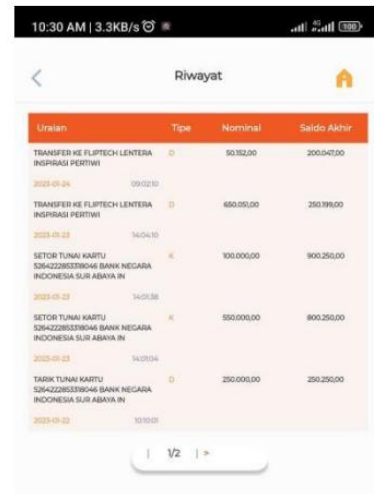 10:30 AM | 3.3KB/s
4G
100
Riwayat
Uraian Tipe Nominal Saldo Akhir
TRANSFER KE FLIPTECH LENTERA D 50.152,00 200.047,00
INSPIRASI PERTIWI
2023-01-24 09:02:10
TRANSFER KE FLIPTECH LENTERA D 650.051,00 250.199,00
INSPIRASI PERTIWI
2023-01-23 14:04:10
SETOR TUNAI KARTU K 100.000,00 900.250,00
5264222853318046 BANK NEGARA
INDONESIA SUR ABAYA IN
2023-01-23 14:01:38
SETOR TUNAI KARTU K 550.000,00 800.250,00
5264222853318046 BANK NEGARA
INDONESIA SUR ABAYA IN
2023-01-23 14:01:04
TARIK TUNAI KARTU D 250.000,00 250.250,00
5264222853318046 BANK NEGARA
INDONESIA SUR ABAYA IN
2023-01-22 10:10:01
| 1/2 | >